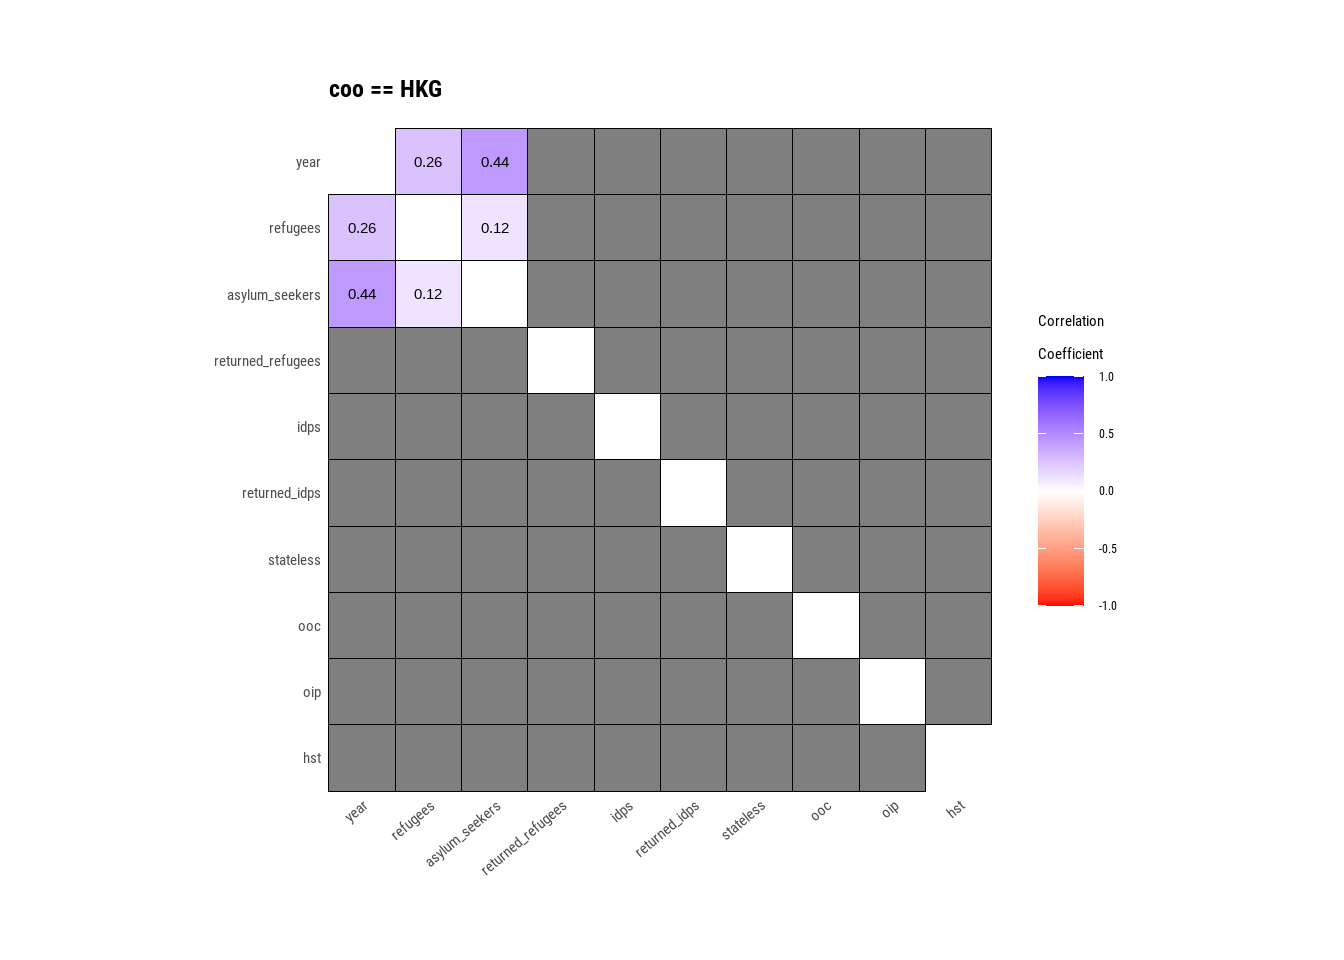 coo == HKG
year
0.26
0.44
refugees
0.26
0.12
asylum_seekers
0.44
0.12
returned_refugees
idps
returned_idps
stateless
ooc
oip
hst
year
refugees
asylum_seekers
returned_refugees
idps
returned_idps
stateless
ooc
oip
hst
Correlation
Coefficient
1.0
0.5
0.0
-0.5
-1.0